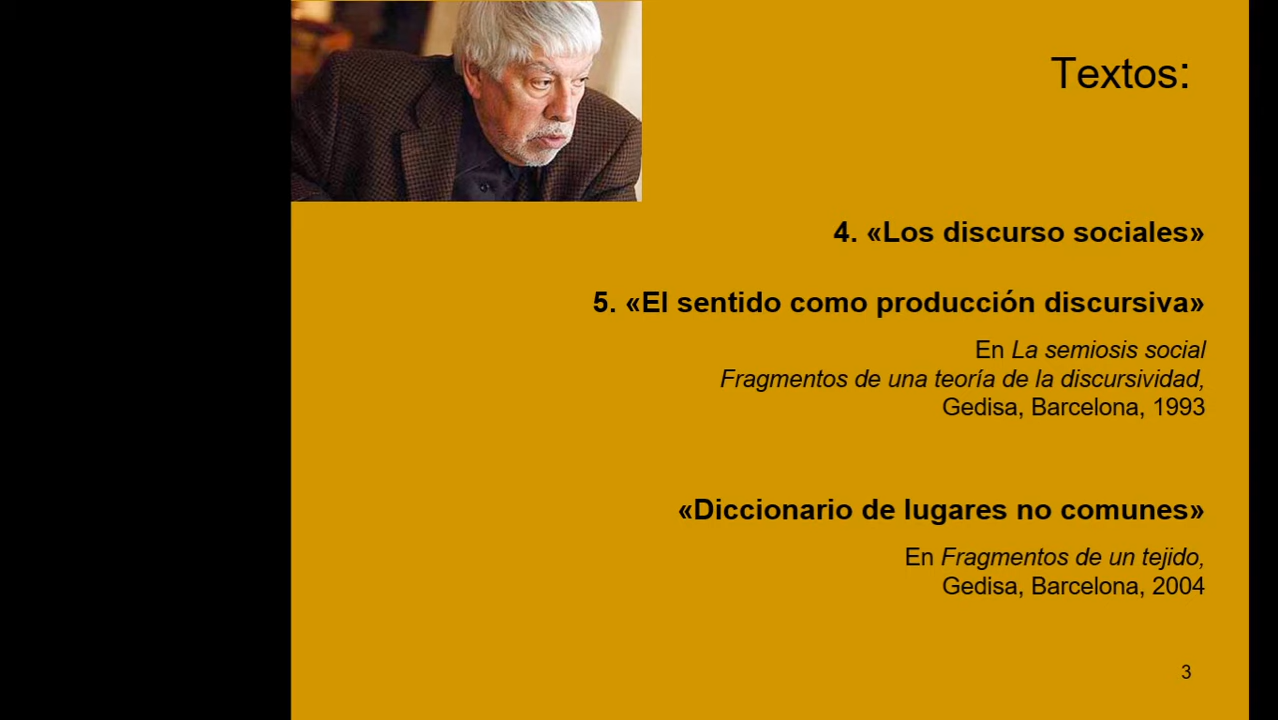 Textos:
4. «Los discurso sociales»
5. «El sentido como producción discursiva»
En La semiosis social
Fragmentos de una teoría de la discursividad,
Gedisa, Barcelona, 1993
«Diccionario de lugares no comunes»
En Fragmentos de un tejido,
Gedisa, Barcelona, 2004
3